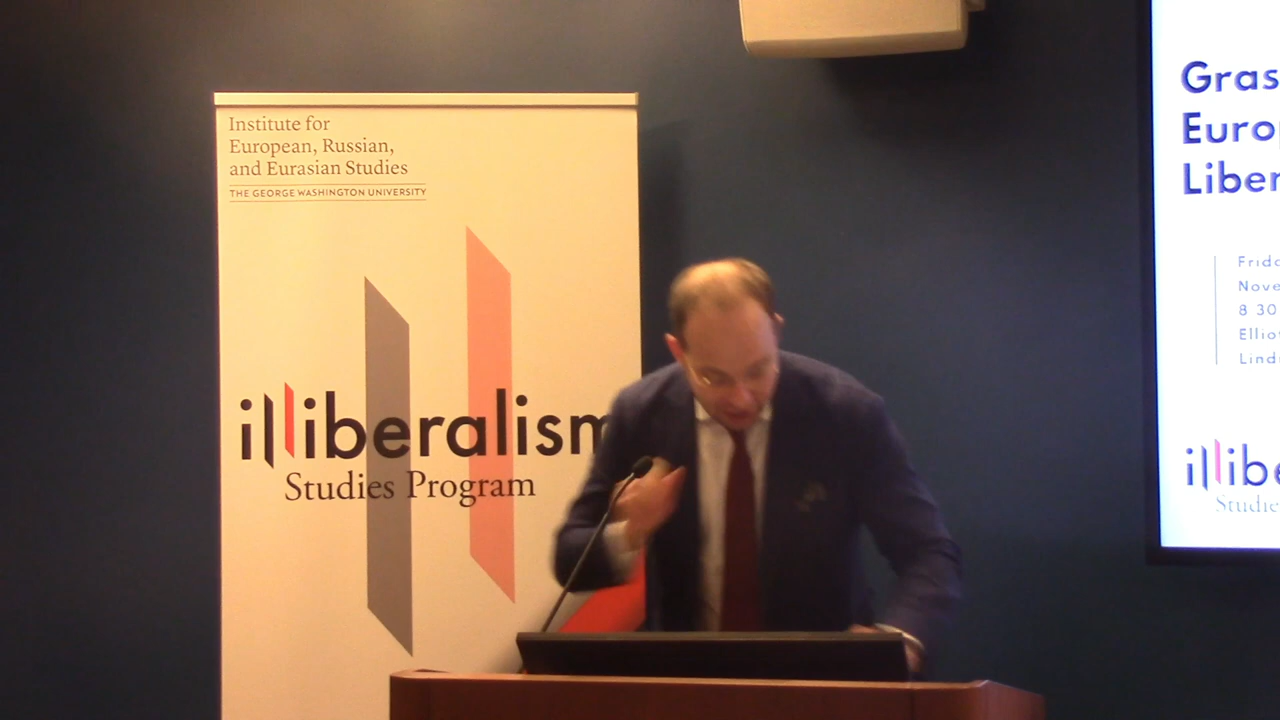 Institute for
European, Russian,
and Eurasian Studies
THE GEORGE WASHINGTON UNIVERSITY
illiberalism
Studies Program
Gras
Euro
Liber
Frida
Nove
8 30
Ellio
Lind
illibe
Studie